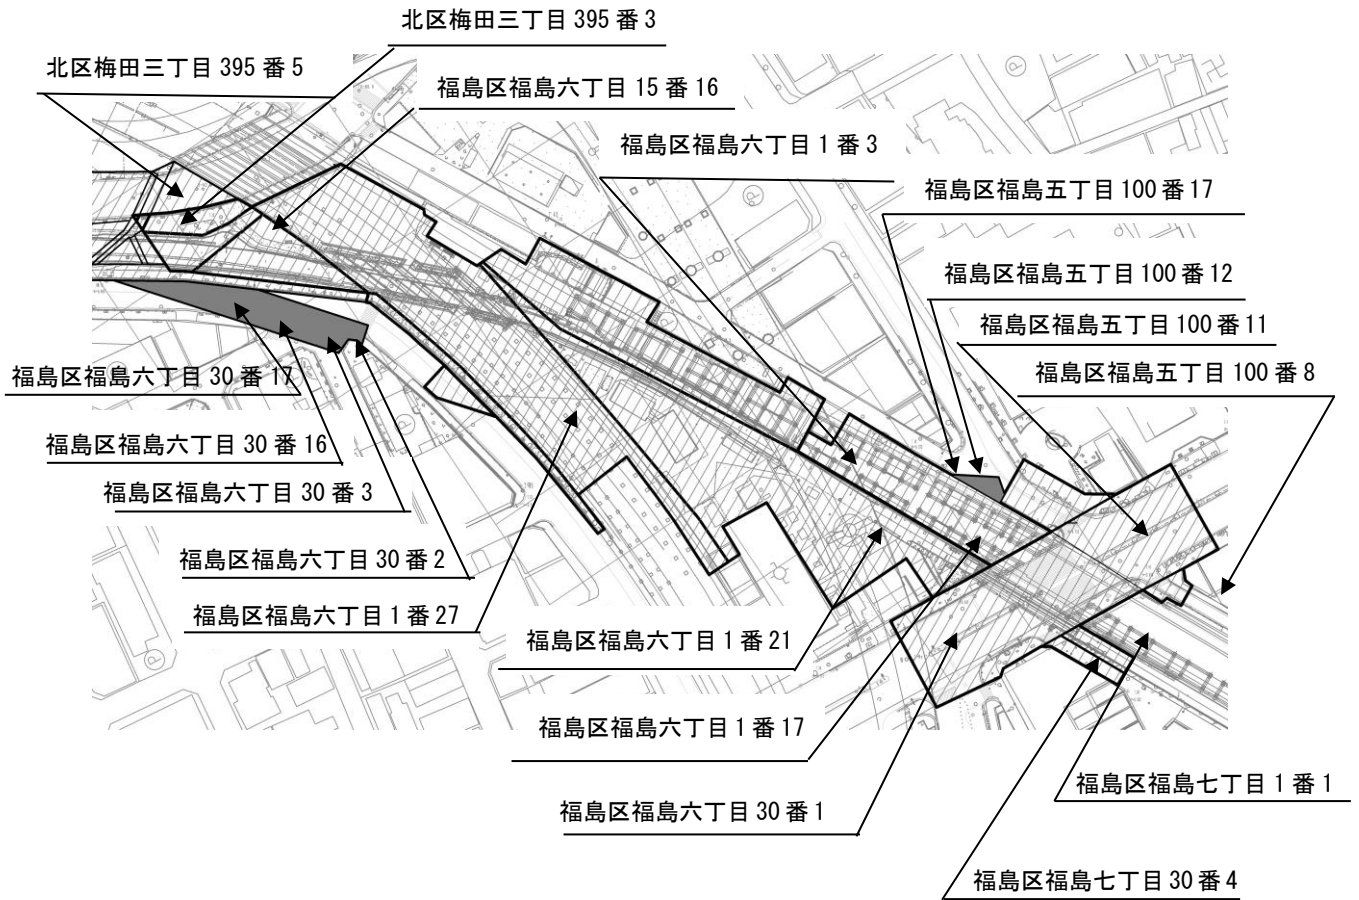 北区梅田三丁目 395 番 3
北区梅田三丁目 395 番 5
福島区福島六丁目 15 番 16
福島区福島六丁目 1 番 3
福島区福島五丁目 100 番 17
福島区福島五丁目 100 番 12
福島区福島五丁目 100 番 11
福島区福島五丁目 100 番 8
福島区福島六丁目 30 番 17
福島区福島六丁目 30 番 16
福島区福島六丁目 30 番 3
福島区福島六丁目 30 番 2
福島区福島六丁目 1 番 27
福島区福島六丁目 1 番 21
福島区福島六丁目 1 番 17
福島区福島六丁目 30 番 1
福島区福島七丁目 1 番 1
福島区福島七丁目 30 番 4
P
P
P
P